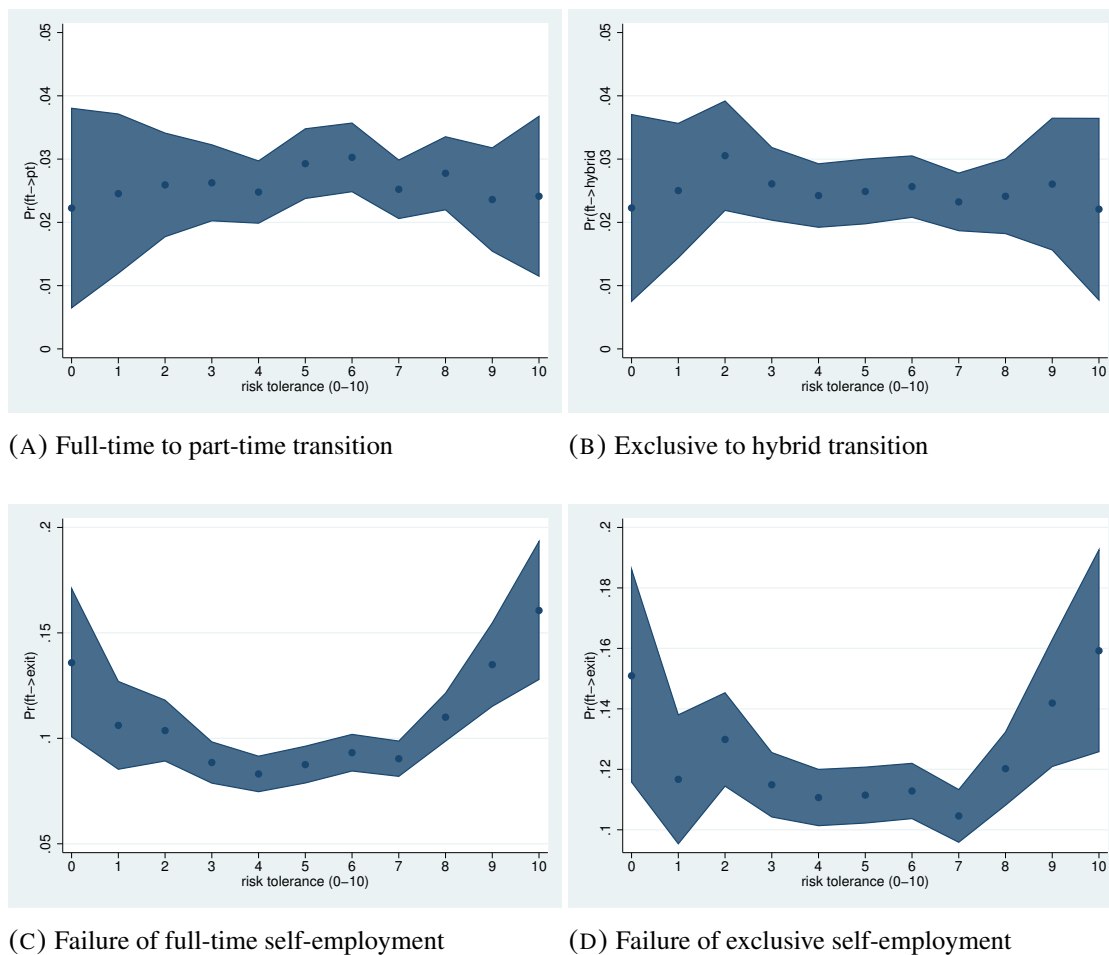 .05
.04
.03
.02
.01
0
Pr(ft->pt)
0 1 2 3 4 5 6 7 8 9 10
risk tolerance (0−10)
(A) Full-time to part-time transition
.05
.04
.03
.02
.01
0
Pr(ft->hybrid
0 1 2 3 4 5 6 7 8 9 10
risk tolerance (0−10)
(B) Exclusive to hybrid transition
.2
.15
.1
.05
Pr(ft->exit)
0 1 2 3 4 5 6 7 8 9 10
risk tolerance (0−10)
(C) Failure of full-time self-employment
.2
.18
.16
.14
.12
.1
Pr(ft->exit)
0 1 2 3 4 5 6 7 8 9 10
risk tolerance (0−10)
(D) Failure of exclusive self-employment